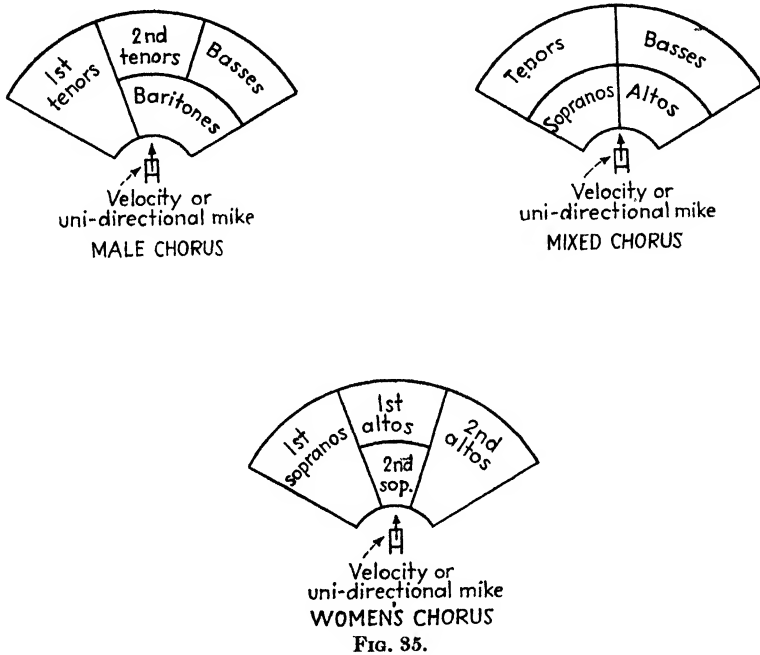 1st
tenors
2nd
tenors
Basses
Baritones
Velocity or
uni-directional mike
MALE CHORUS
Tenors
Basses
Sopranos
Altos
Velocity or
uni-directional mike
MIXED CHORUS
1st
sopranos
1st
altos
2nd
altos
2nd
sop.
Velocity or
uni-directional mike
WOMEN'S CHORUS
FIG. 35.